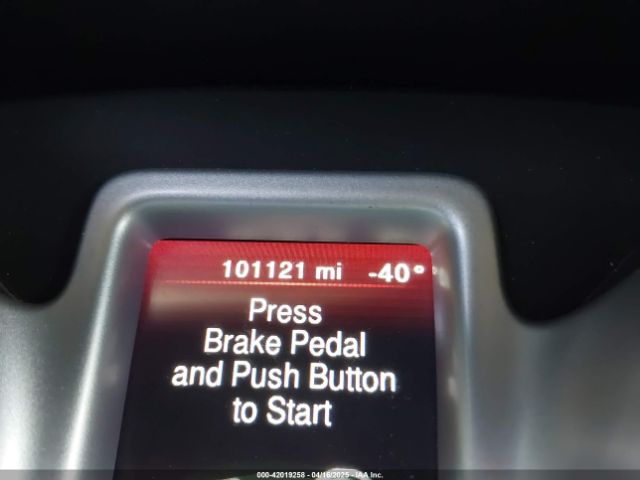 101121 mi -40°
Press
Brake Pedal
and Push Button
to Start
000-42019258 - 04/16/2025 - IAA Inc.